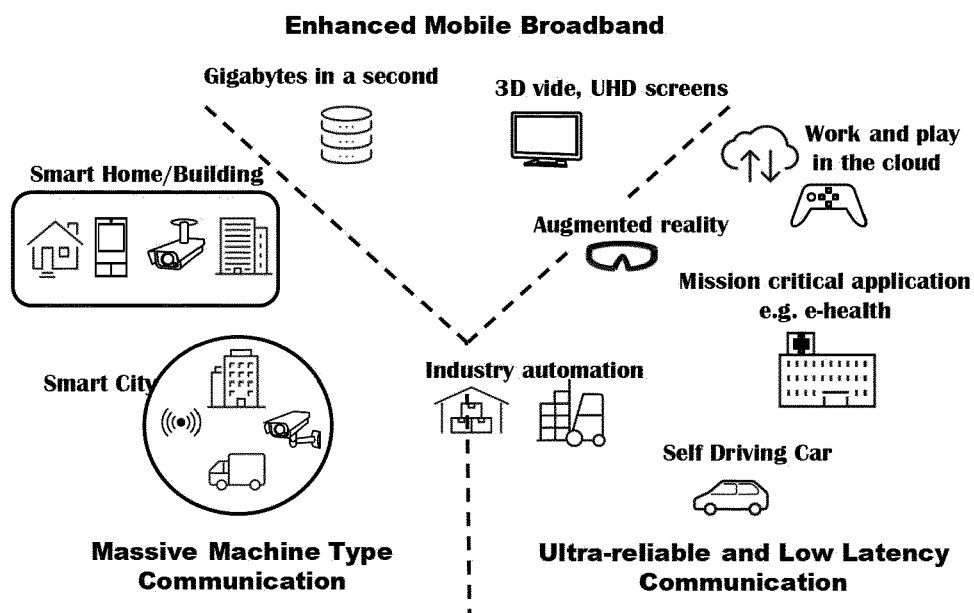 Enhanced Mobile Broadband
Gigabytes in a second
3D vide, UHD screens
Work and play
in the cloud
Smart Home/Building
Augmented reality
Mission critical application
e.g. e-health
Smart City
Industry automation
Self Driving Car
Massive Machine Type
Communication
Ultra-reliable and Low Latency
Communication